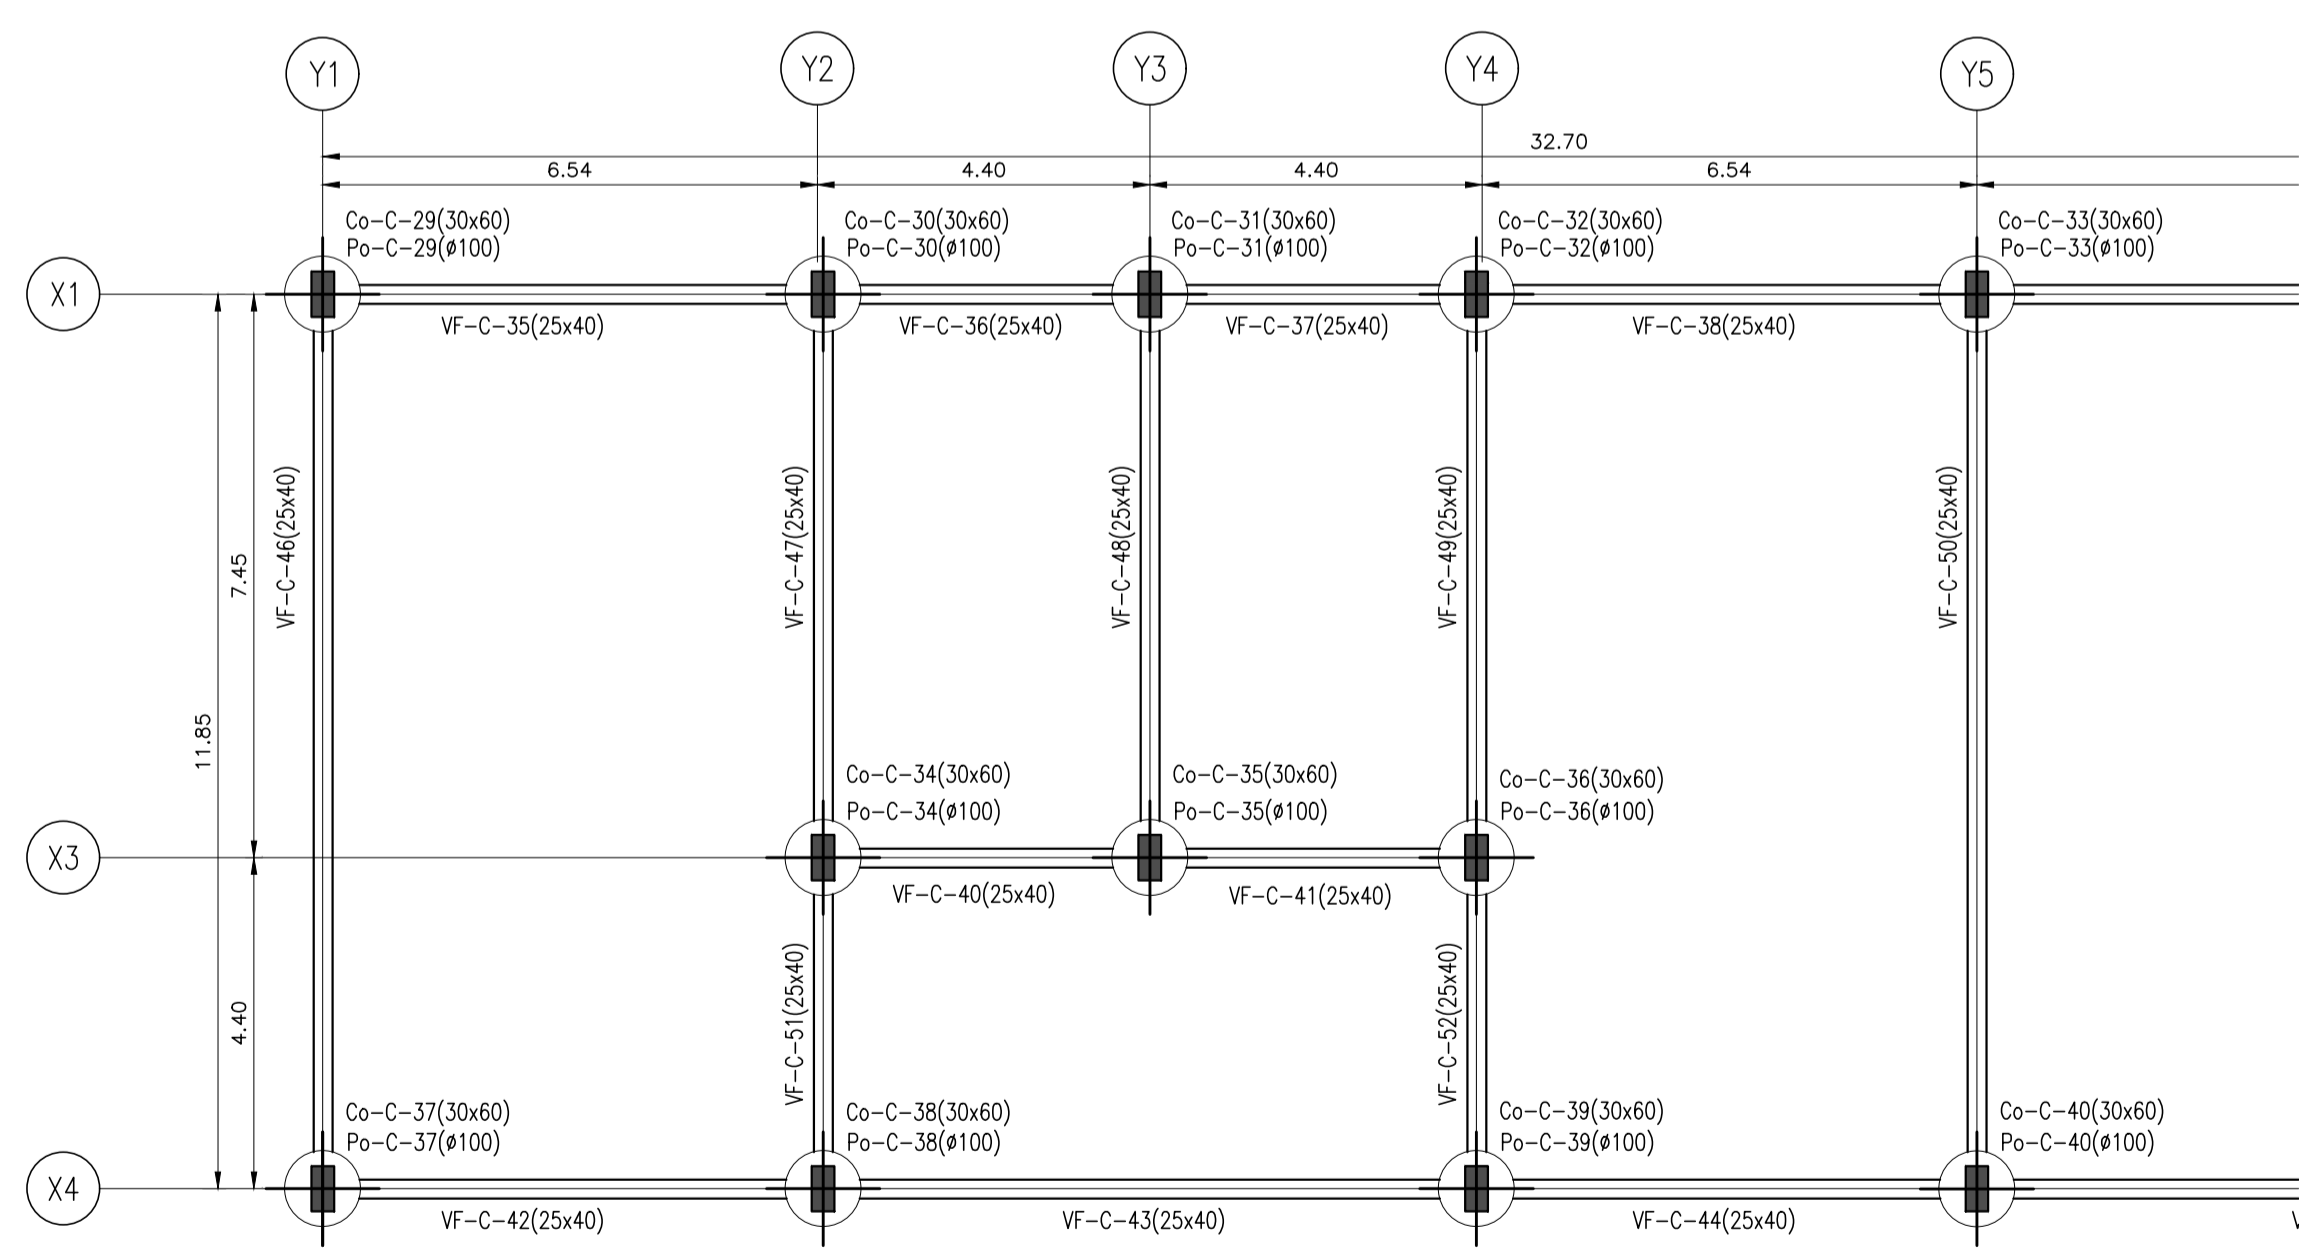 Y1
Y2
Y3
Y4
Y5
32.70
6.54
4.40
4.40
6.54
Co-C-29(30x60)
Po-C-29(ø100)
Co-C-30(30x60)
Po-C-30(ø100)
Co-C-31(30x60)
Po-C-31(ø100)
Co-C-32(30x60)
Po-C-32(ø100)
Co-C-33(30x60)
Po-C-33(ø100)
X1
VF-C-35(25x40)
VF-C-36(25x40)
VF-C-37(25x40)
VF-C-38(25x40)
VF-C-46(25x40)
VF-C-47(25x40)
VF-C-48(25x40)
VF-C-49(25x40)
VF-C-50(25x40)
7.45
11.85
Co-C-34(30x60)
Po-C-34(ø100)
Co-C-35(30x60)
Po-C-35(ø100)
Co-C-36(30x60)
Po-C-36(ø100)
X3
VF-C-40(25x40)
VF-C-41(25x40)
4.40
VF-C-51(25x40)
VF-C-52(25x40)
Co-C-37(30x60)
Po-C-37(ø100)
Co-C-38(30x60)
Po-C-38(ø100)
Co-C-39(30x60)
Po-C-39(ø100)
Co-C-40(30x60)
Po-C-40(ø100)
X4
VF-C-42(25x40)
VF-C-43(25x40)
VF-C-44(25x40)